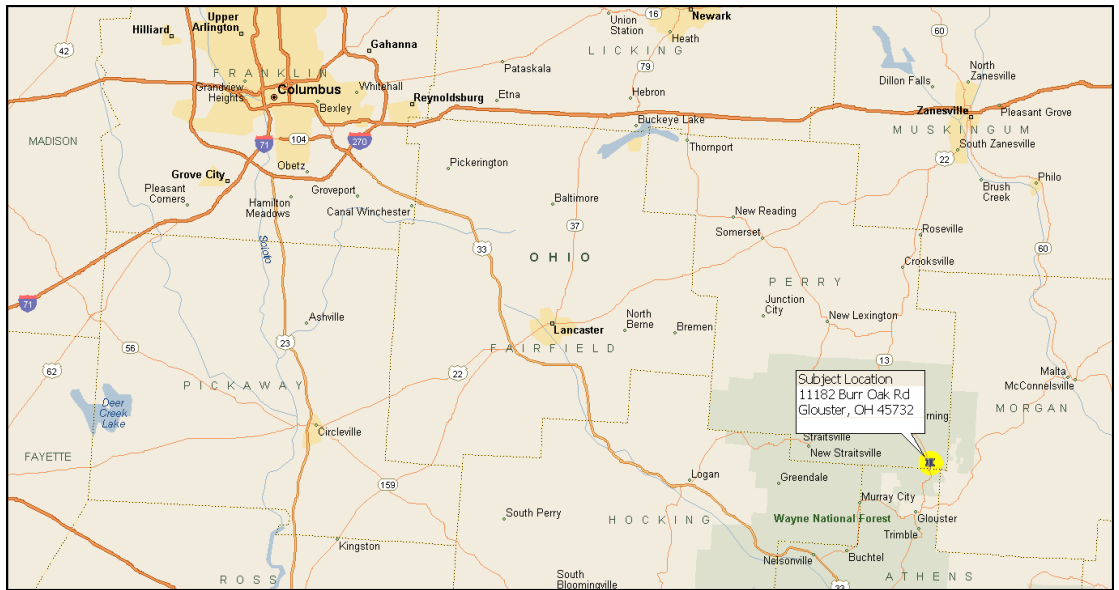 Upper
Arlington
Hilliard
42
Gahanna
Union
Station
16
Newark
Heath
LICKING
60
FRANKLIN
Grandview
Heights
Columbus
Whitehall
Bexley
Reynoldsburg
Pataskala
Etna
79
Hebron
Dillon Falls
North
Zanesville
Zanesville
Pleasant Grove
MUSKINGUM
MADISON
71
104
270
Buckeye Lake
Thornport
22
South Zanesville
Obetz
Pickerington
Grove City
Pleasant
Corners
Hamilton
Meadows
Groveport
Canal Winchester
Baltimore
Brush
Creek
Philo
37
New Reading
Somerset
Roseville
Scioto
33
OHIO
60
Crooksville
PERRY
71
Ashville
Lancaster
North
Berne
Bremen
Junction
City
New Lexington
23
56
FAIRFIELD
13
62
22
PICKAWAY
Deer
Creek
Lake
Subject Location
11182 Burr Oak Rd
Glouster, OH 45732
Malta
McConnelsville
MORGAN
rning
Circleville
Straitsville
New Straitsville
FAYETTE
Logan
Greendale
159
Murray City
South Perry
HOCKING
Wayne National Forest
Glouster
Trimble
Kingston
Nelsonville
Buchtel
ROSS
South
Bloomingville
33
ATHENS